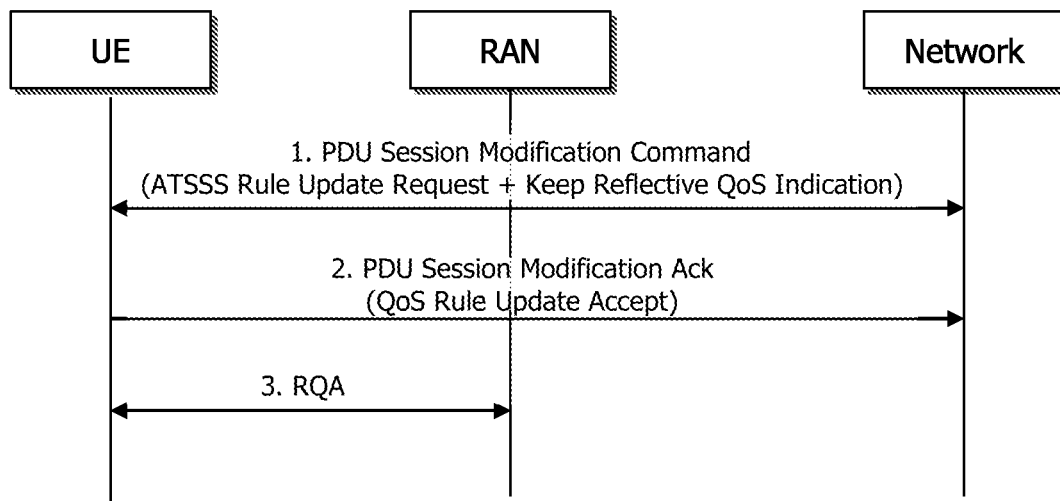 UE
RAN
Network
1. PDU Session Modification Command
(ATSSS Rule Update Request + Keep Reflective QoS Indication)
2. PDU Session Modification Ack
(QoS Rule Update Accept)
3. RQA